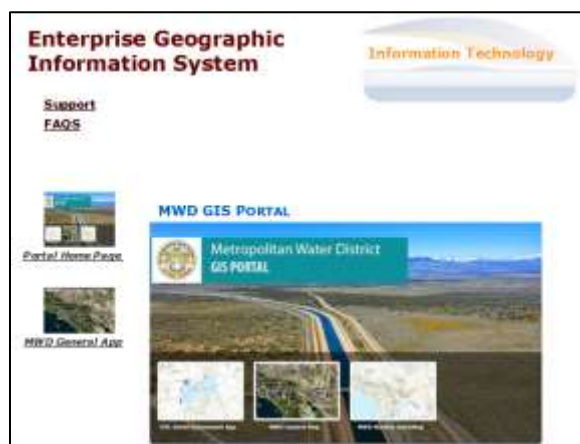 Enterprise Geographic
Information System
Information Technology
Support
FAQS
MWD GIS PORTAL
Metropolitan Water District
GIS PORTAL
Portal Home Page
MWD General App